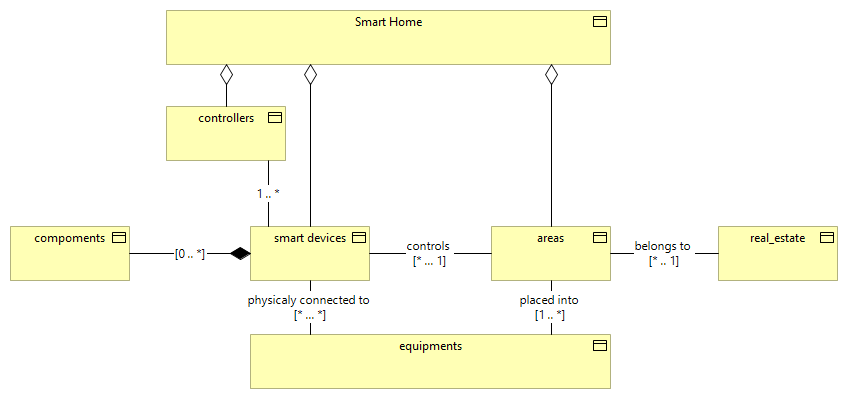 Smart Home
controllers
1 .. *
compoments
[0 .. *]
smart devices
controls
[* ... 1]
areas
belongs to
[* .. 1]
real_estate
physicaly connected to
[* ... *]
placed into
[1 .. *]
equipments